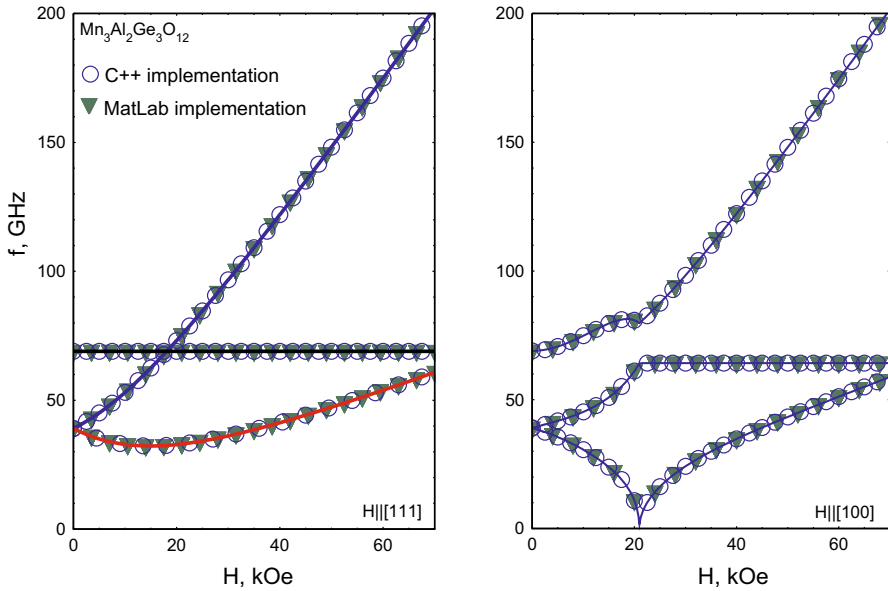 Mn3Al2Ge3O12
C++ implementation
MatLab implementation
f, GHz
200
150
100
50
0
H||[111]
0 20 40 60
H, kOe
200
150
100
50
0
H||[100]
0 20 40 60
H, kOe